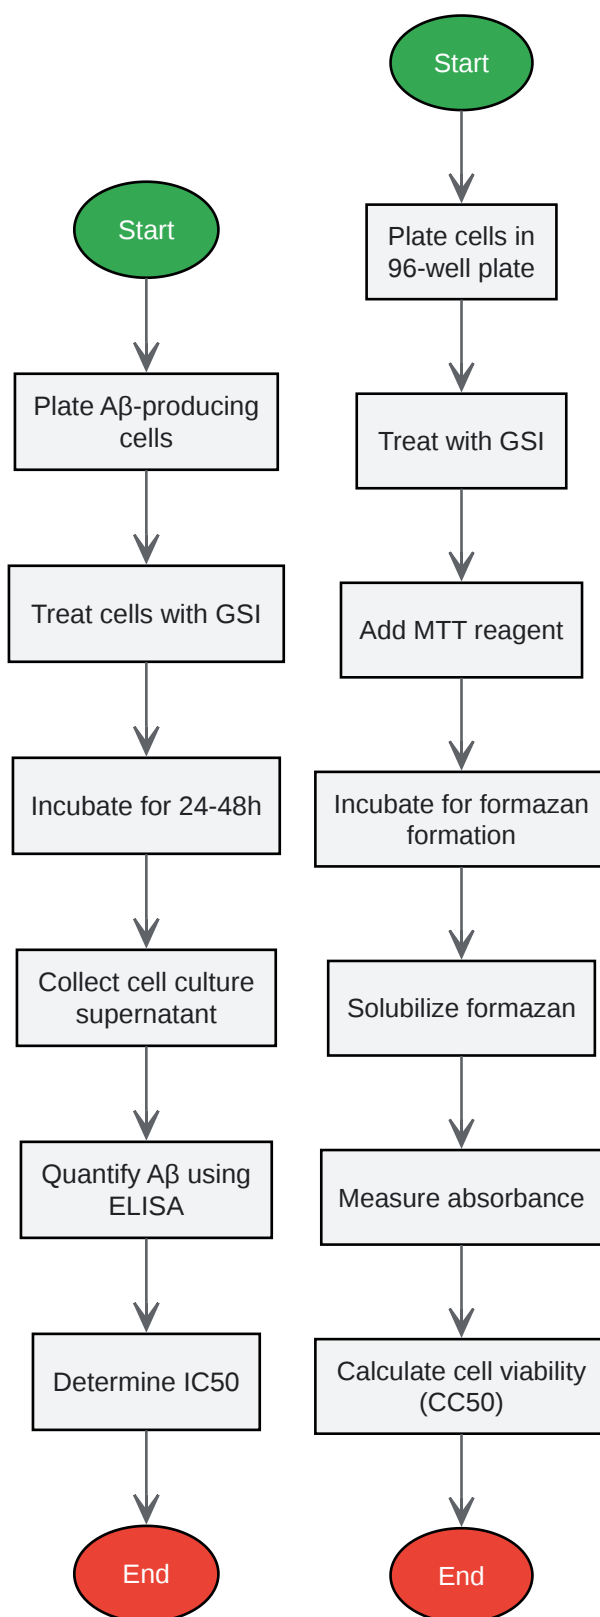 Start
Plate Aβ-producing
cells
Treat cells with GSI
Incubate for 24-48h
Collect cell culture
supernatant
Quantify Aβ using
ELISA
Determine IC50
End
Start
Plate cells in
96-well plate
Treat with GSI
Add MTT reagent
Incubate for formazan
formation
Solubilize formazan
Measure absorbance
Calculate cell viability
(CC50)
End